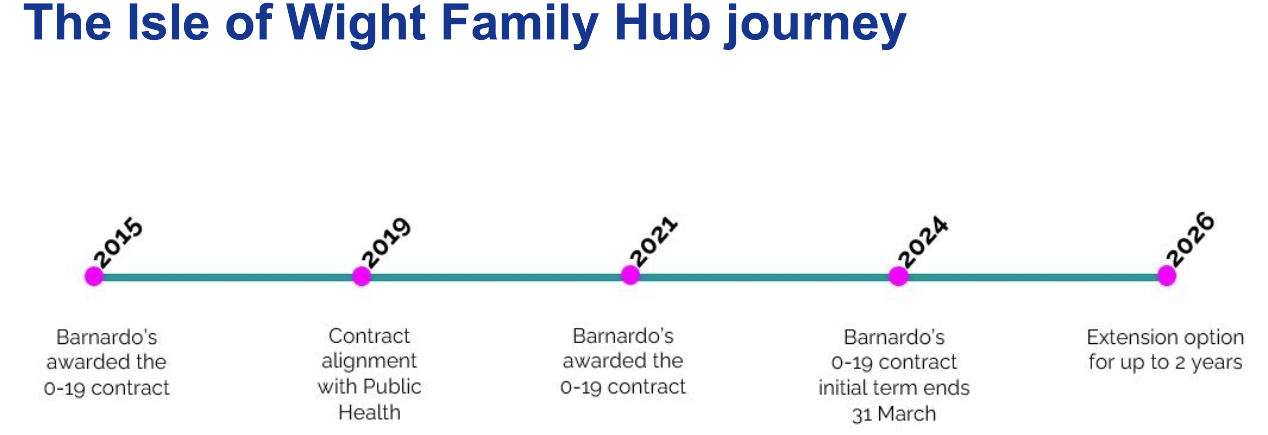 The Isle of Wight Family Hub journey
2015
2019
2021
2024
2026
Barnardo's
awarded the
0-19 contract
Contract
alignment
with Public
Health
Barnardo's
awarded the
0-19 contract
Barnardo's
0-19 contract
initial term ends
31 March
Extension option
for up to 2 years